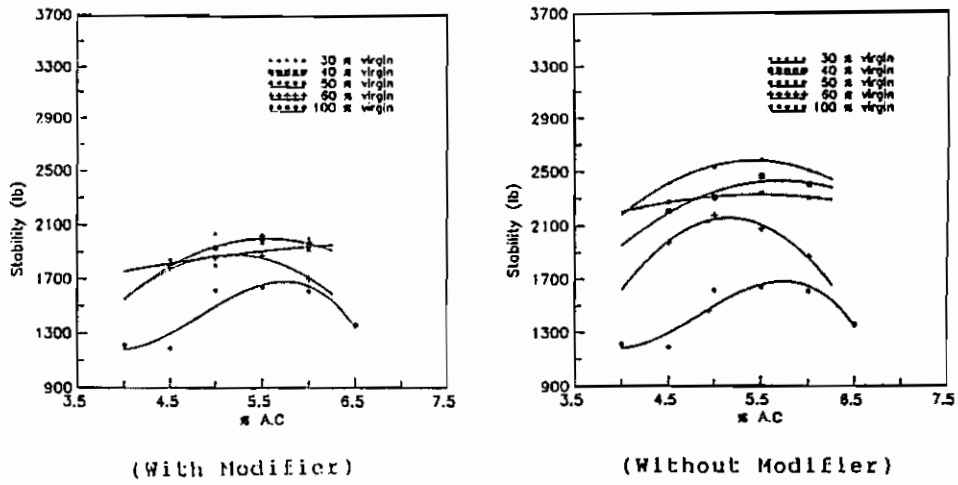 3700
3300
2900
2500
2100
1700
1300
900
Stability (lb)
30 % virgin
40 % virgin
50 % virgin
60 % virgin
100 % virgin
3.5
4.5
5.5
6.5
7.5
% A.C
(With Modifier)
3700
3300
2900
2500
2100
1700
1300
900
Stability (lb)
30 % virgin
40 % virgin
50 % virgin
60 % virgin
100 % virgin
3.5
4.5
5.5
6.5
7.5
% A.C
(Without Modifier)